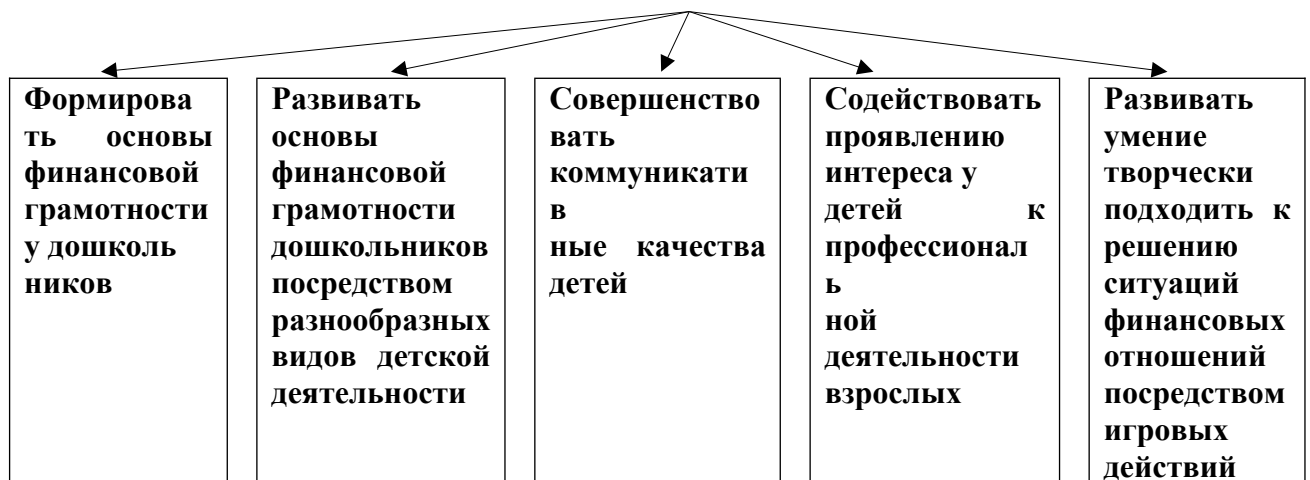 Формирова
ть основы
финансовой
грамотности
у дошколь
ников
Развивать
основы
финансовой
грамотности
дошкольников
посредством
разнообразных
видов детской
деятельности
Совершенство
вать
коммуникати
в
ные качества
детей
Содействовать
проявлению
интереса у
детей к
профессионал
ь
ной
деятельности
взрослых
Развивать
умение
творчески
подходить к
решению
ситуаций
финансовых
отношений
посредством
игровых
действий